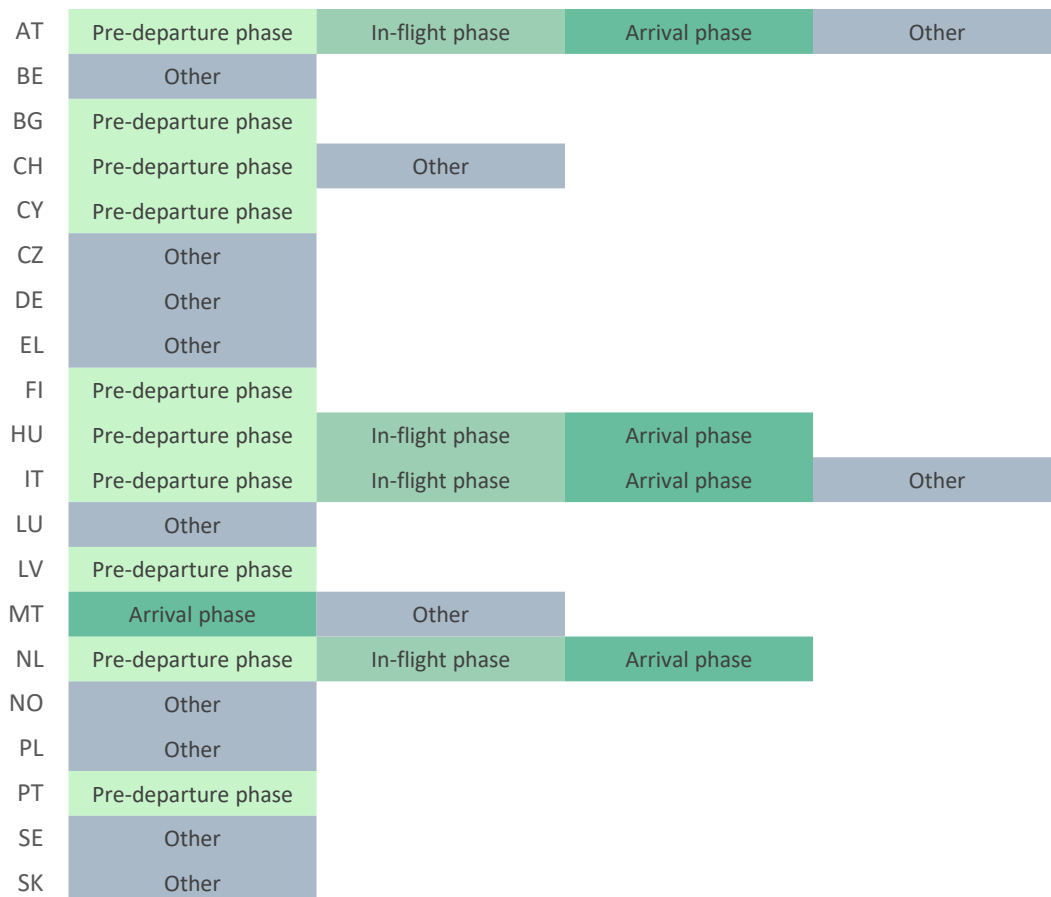 AT Pre-departure phase In-flight phase Arrival phase Other
BE Other
BG Pre-departure phase
CH Pre-departure phase Other
CY Pre-departure phase
CZ Other
DE Other
EL Other
FI Pre-departure phase
HU Pre-departure phase In-flight phase Arrival phase
IT Pre-departure phase In-flight phase Arrival phase Other
LU Other
LV Pre-departure phase
MT Arrival phase Other
NL Pre-departure phase In-flight phase Arrival phase
NO Other
PL Other
PT Pre-departure phase
SE Other
SK Other